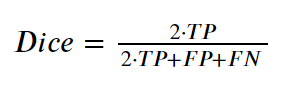 Dice = 2·TP / 2·TP+FP+FN